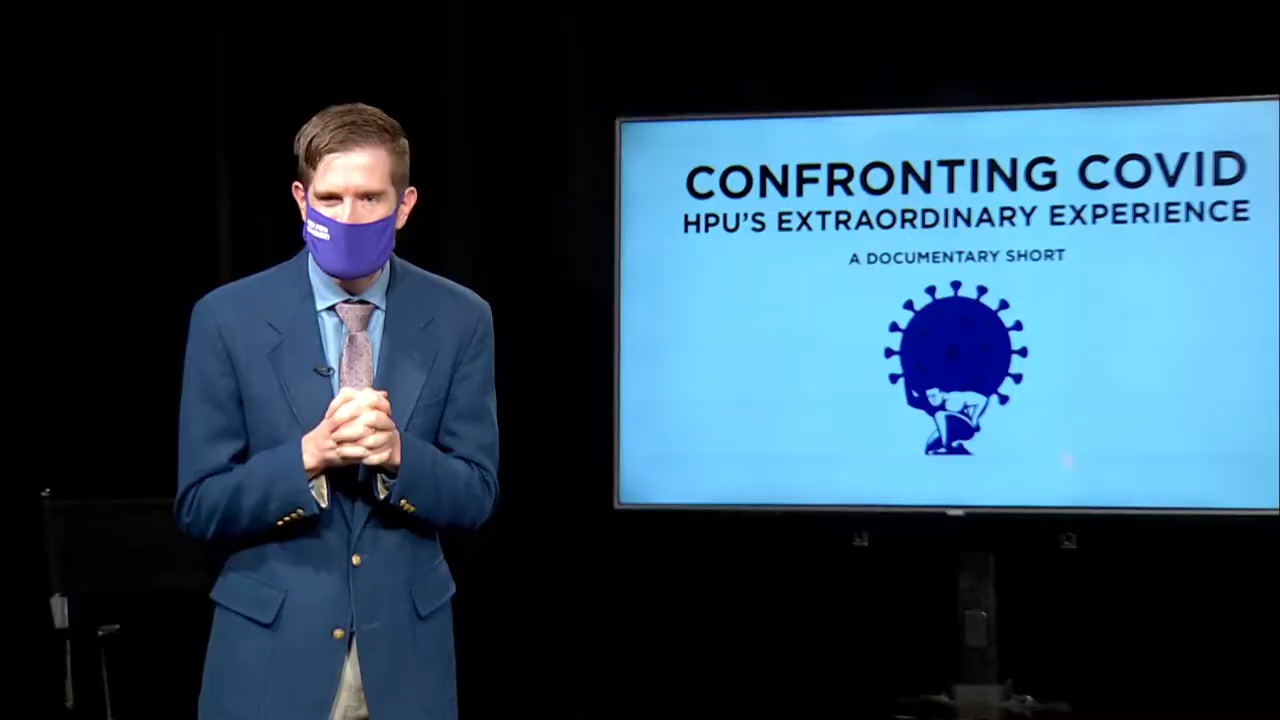 CONFRONTING COVID
HPU'S EXTRAORDINARY EXPERIENCE
A DOCUMENTARY SHORT